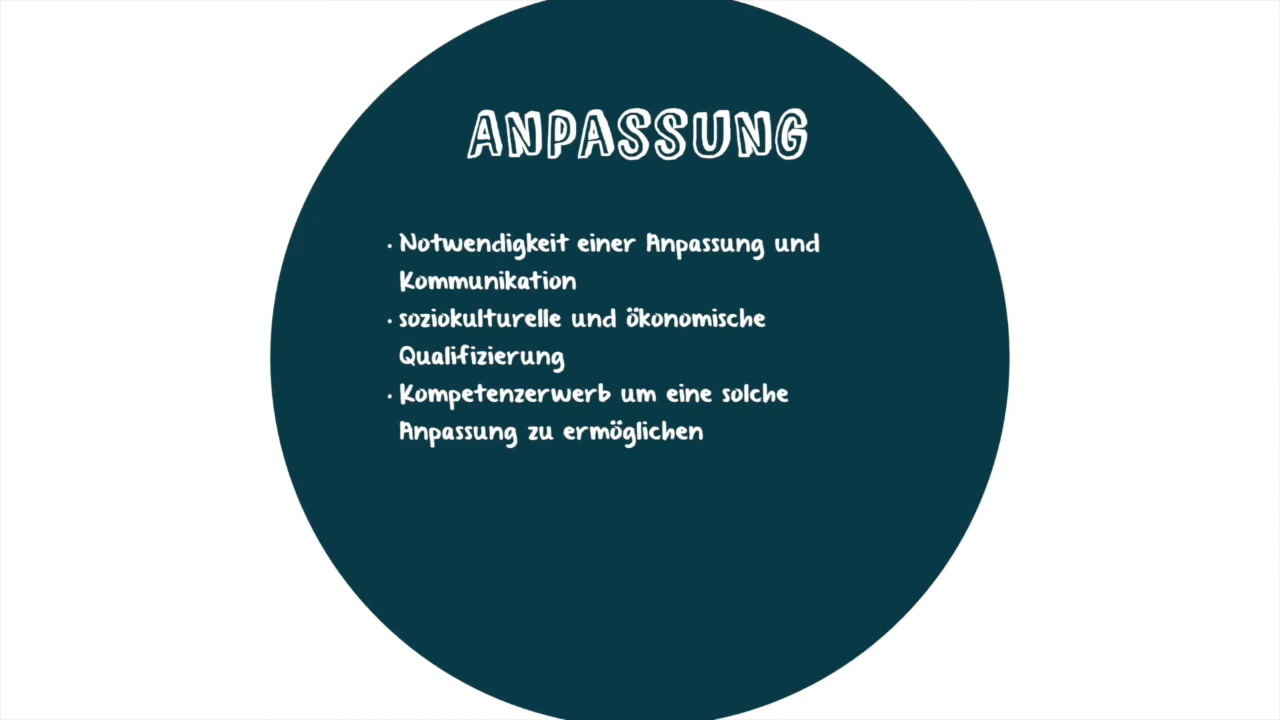 ANPASSUNG
• Notwendigkeit einer Anpassung und
Kommunikation
• soziokulturelle und ökonomische
Qualifizierung
• Kompetenzerwerb um eine solche
Anpassung zu ermöglichen